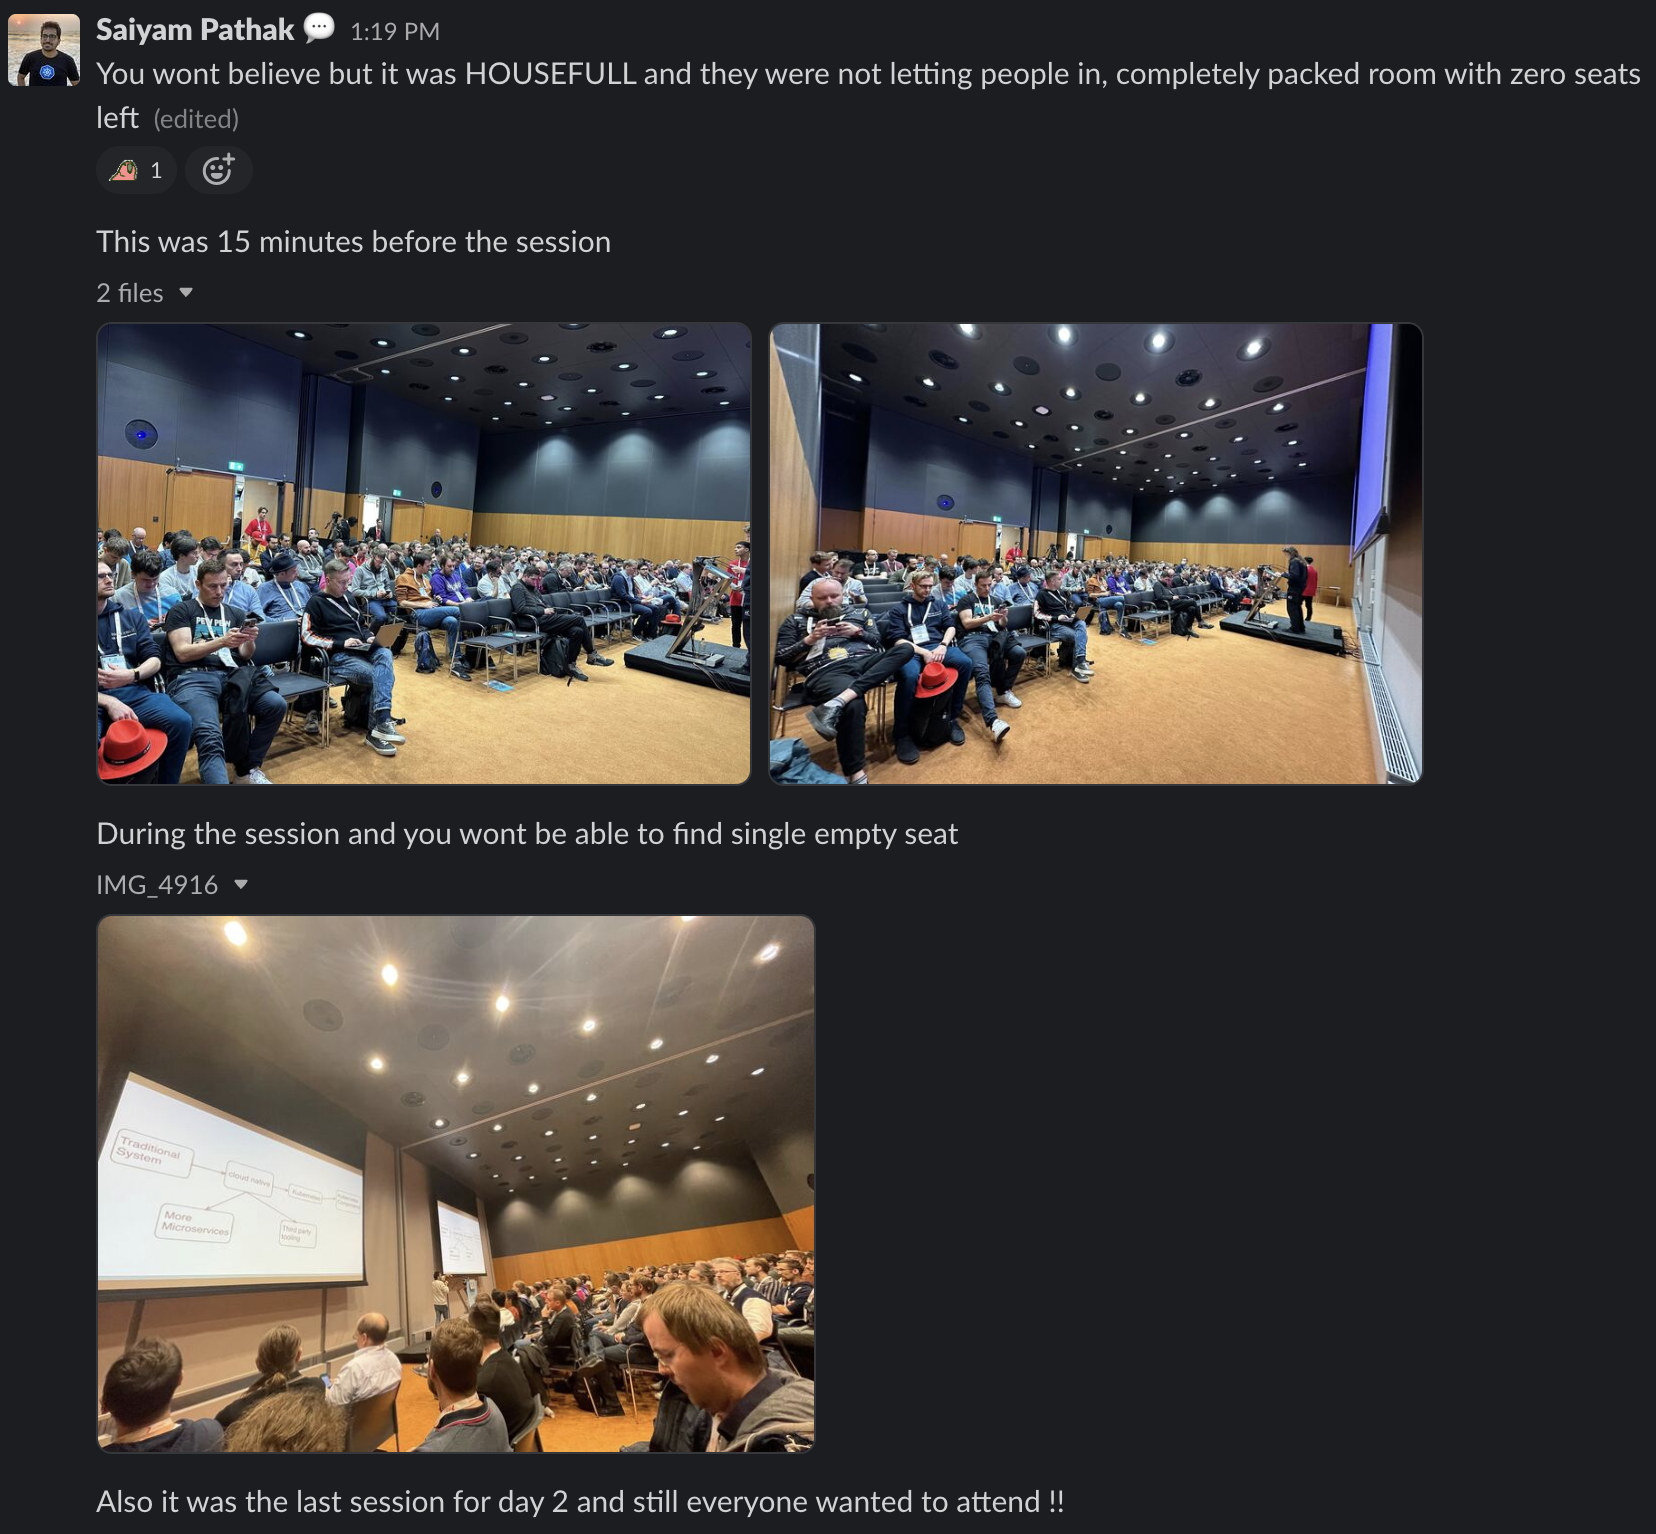 Saiyam Pathak 1:19 PM
You wont believe but it was HOUSEFULL and they were not letting people in, completely packed room with zero seats
left (edited)
1
This was 15 minutes before the session
2 files
PEW PEW
During the session and you wont be able to find single empty seat
IMG_4916
Traditional
System
cloud native
Kubernetes
More
Microservices
Third party
tooling
Also it was the last session for day 2 and still everyone wanted to attend !!